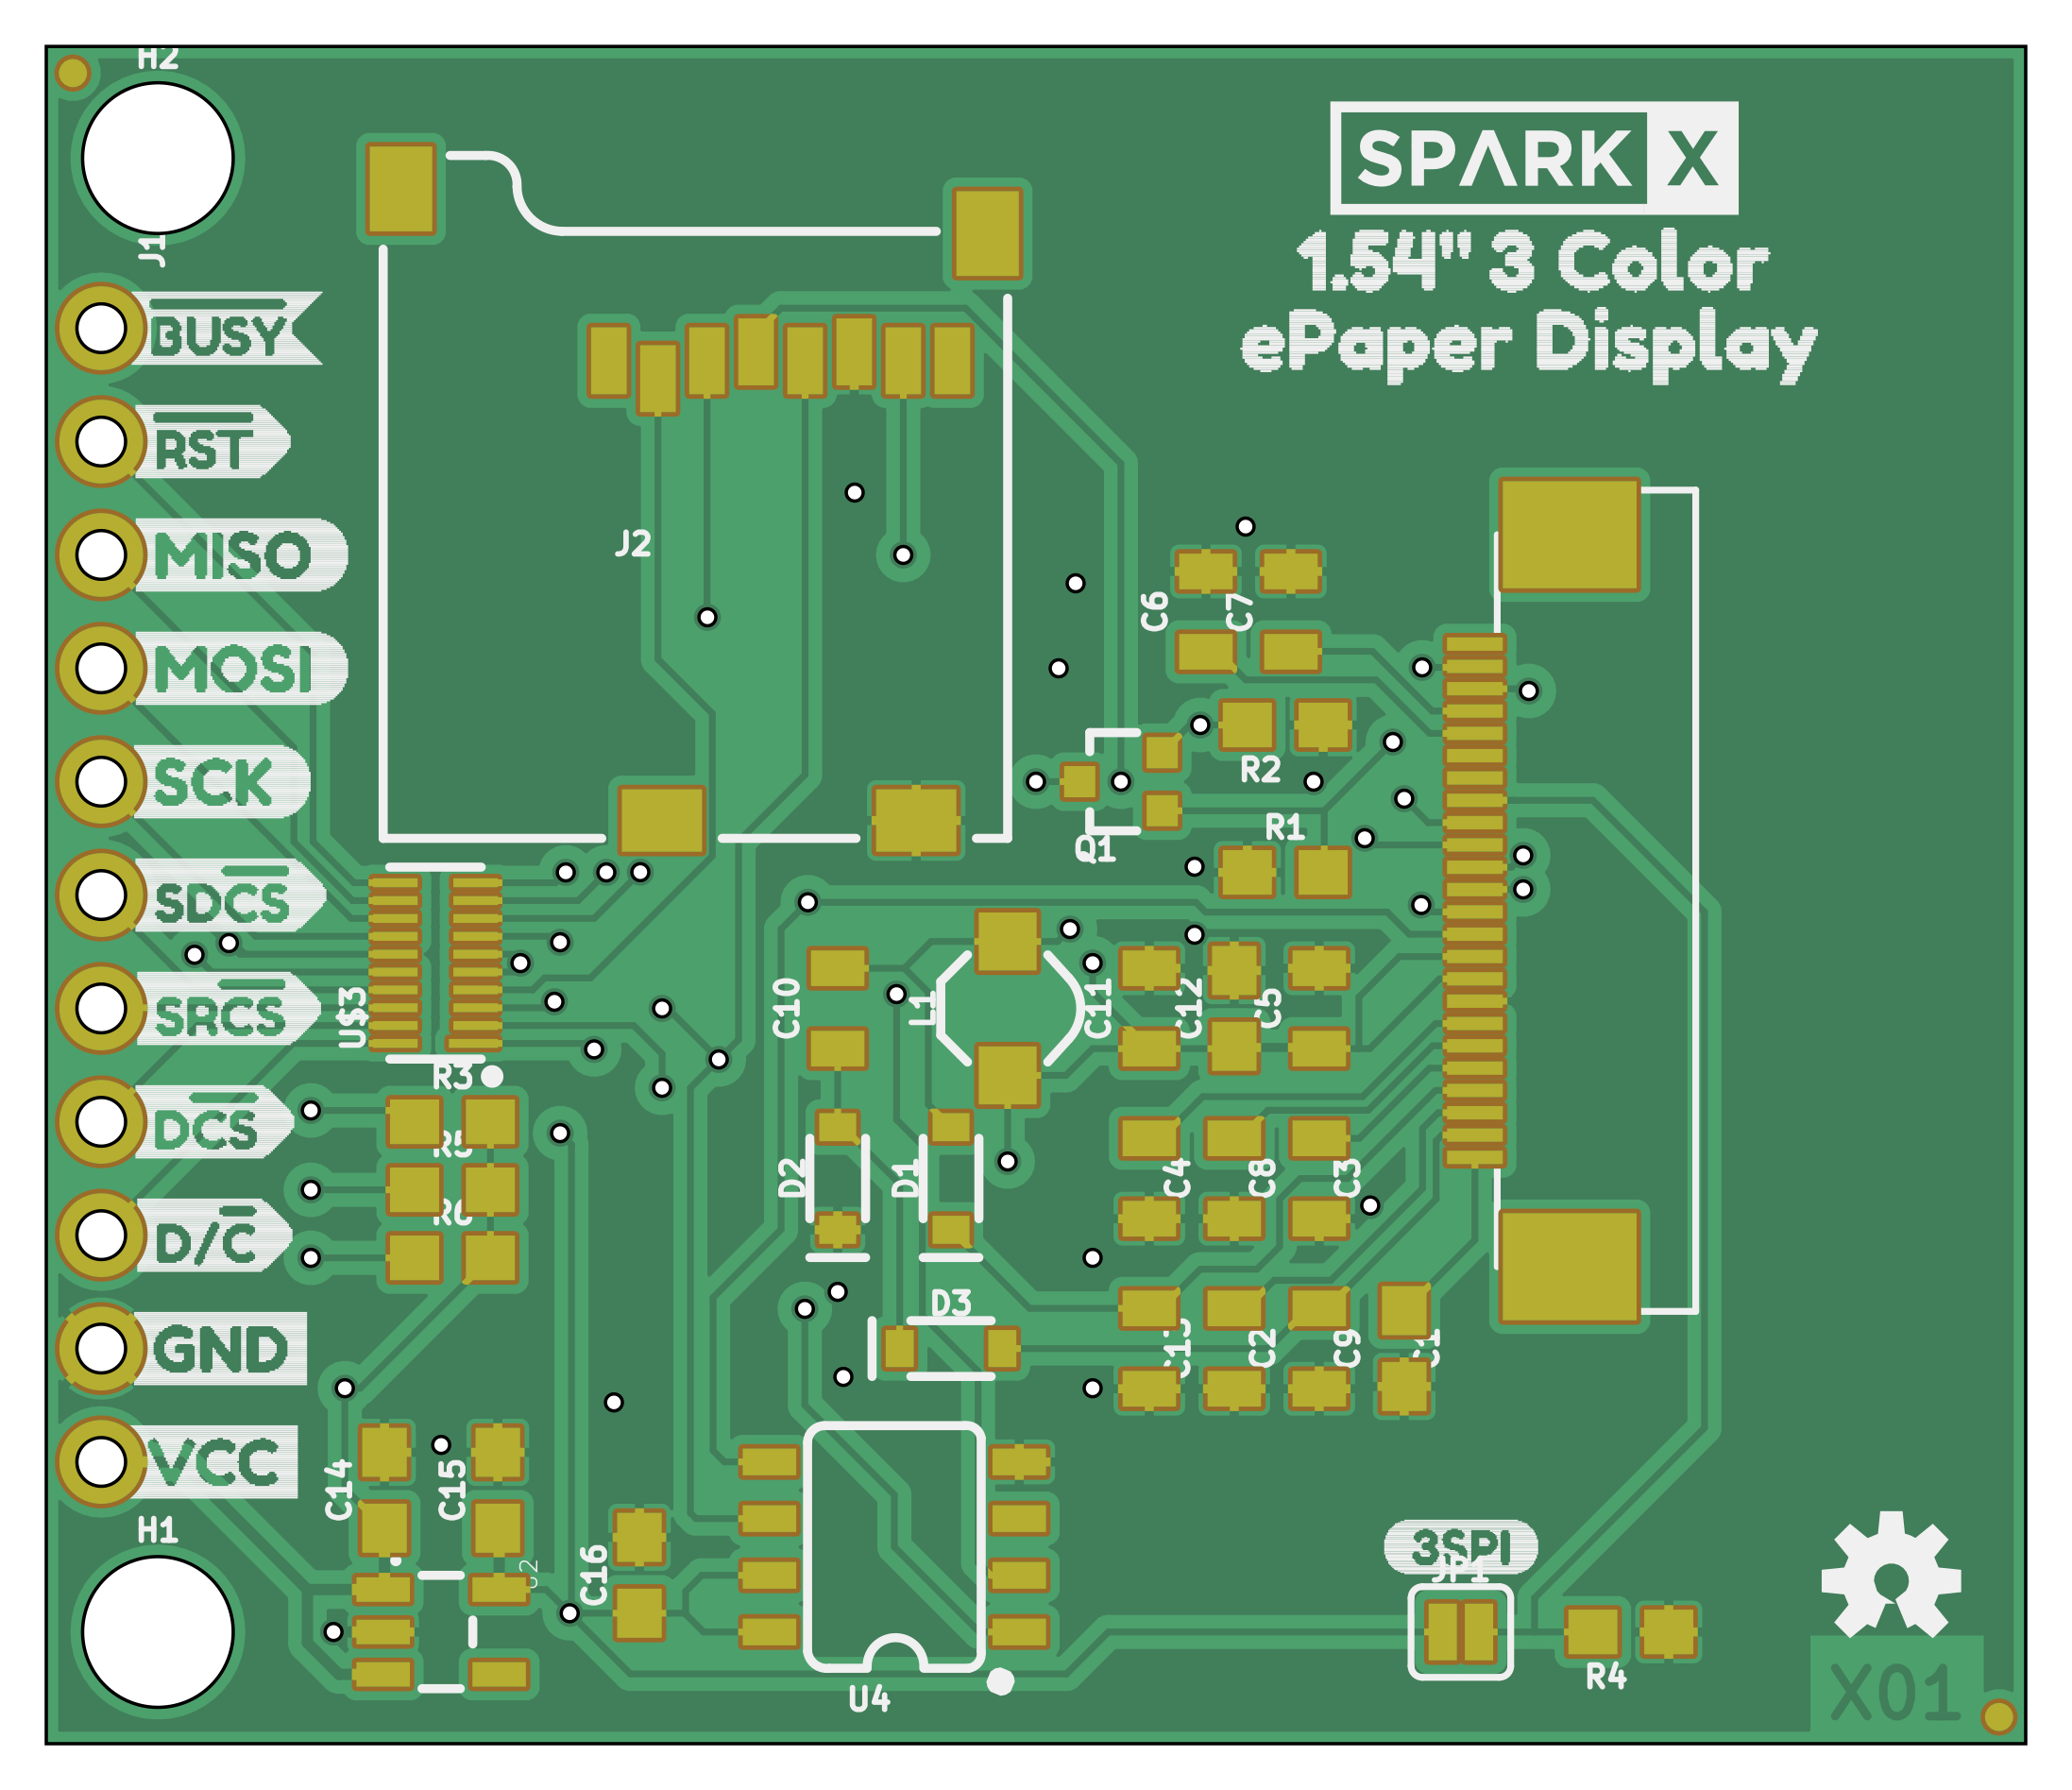 H2
SPARK X
1.54" 3 Color
ePaper Display
J1
BUSY
RST
MISO
J2
C6
C7
MOSI
SCK
R2
R1
Q1
SDCS
SRCS
C10
L1
C11
C12
C5
R3
DCS
R5
D2
D1
C4
C8
C3
R6
D/C
D3
GND
C13
C2
C9
C1
VCC
C14
C15
H1
3SPI
JP1
C16
R4
U4
X01